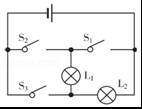 S₂ S₁
L₁
S₃ L₂